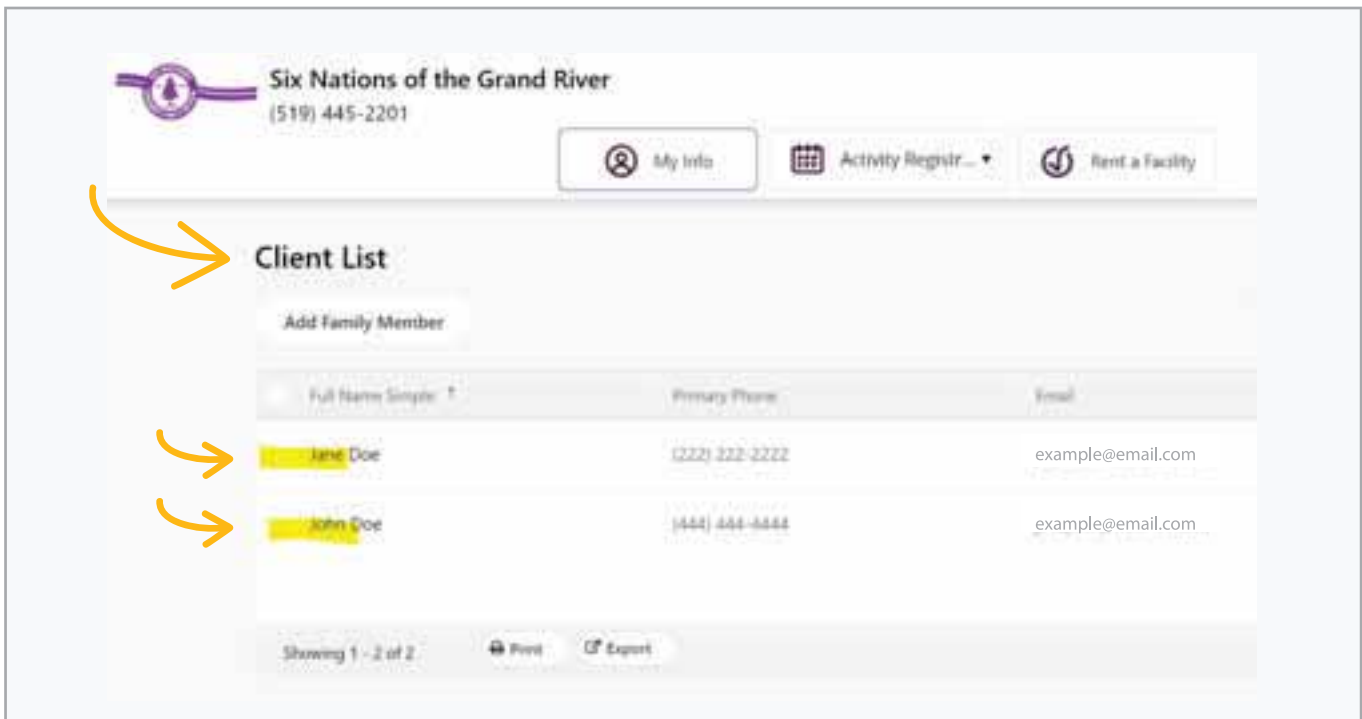 Six Nations of the Grand River
(519) 445-2201
My Info Activity Registr... Rent a Facility
Client List
Add Family Member
Full Name Simple Primary Phone Email
Jane Doe (222) 222-2222 example@email.com
John Doe (444) 444-4444 example@email.com
Showing 1 - 2 of 2 Print Export